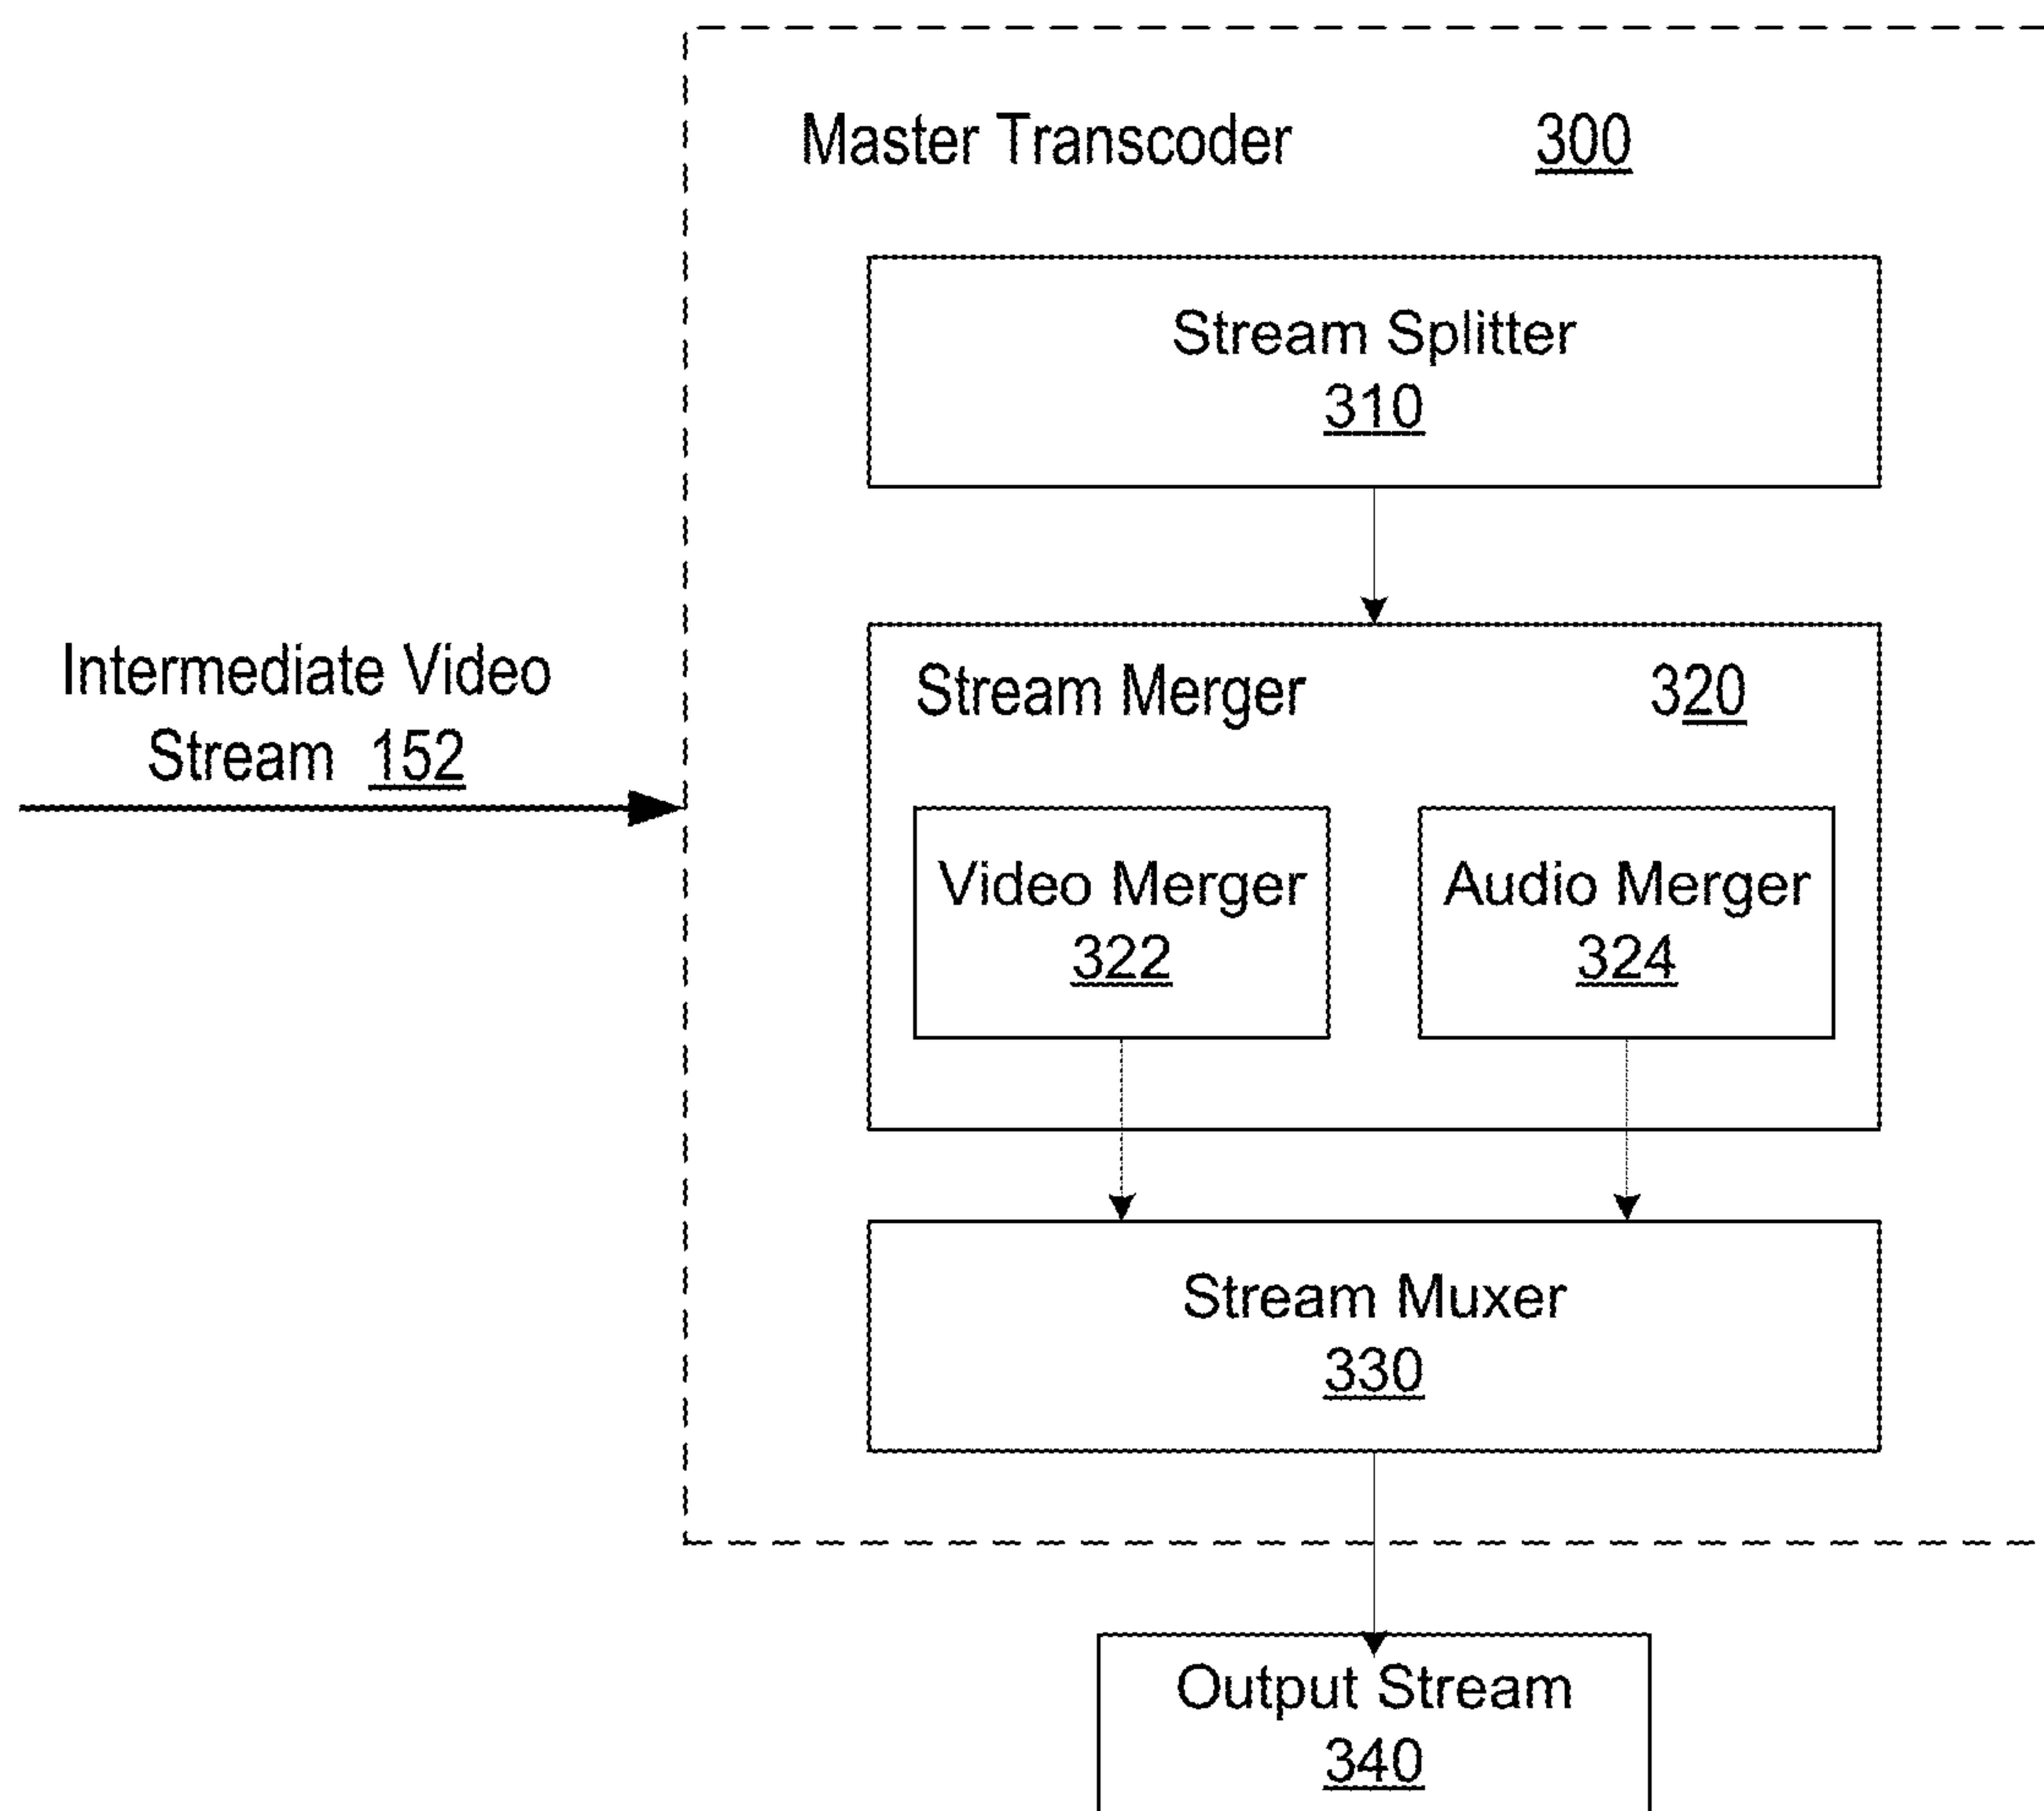 Master Transcoder 300
Stream Splitter
310
Intermediate Video
Stream 152
Stream Merger 320
Video Merger
322
Audio Merger
324
Stream Muxer
330
Output Stream
340